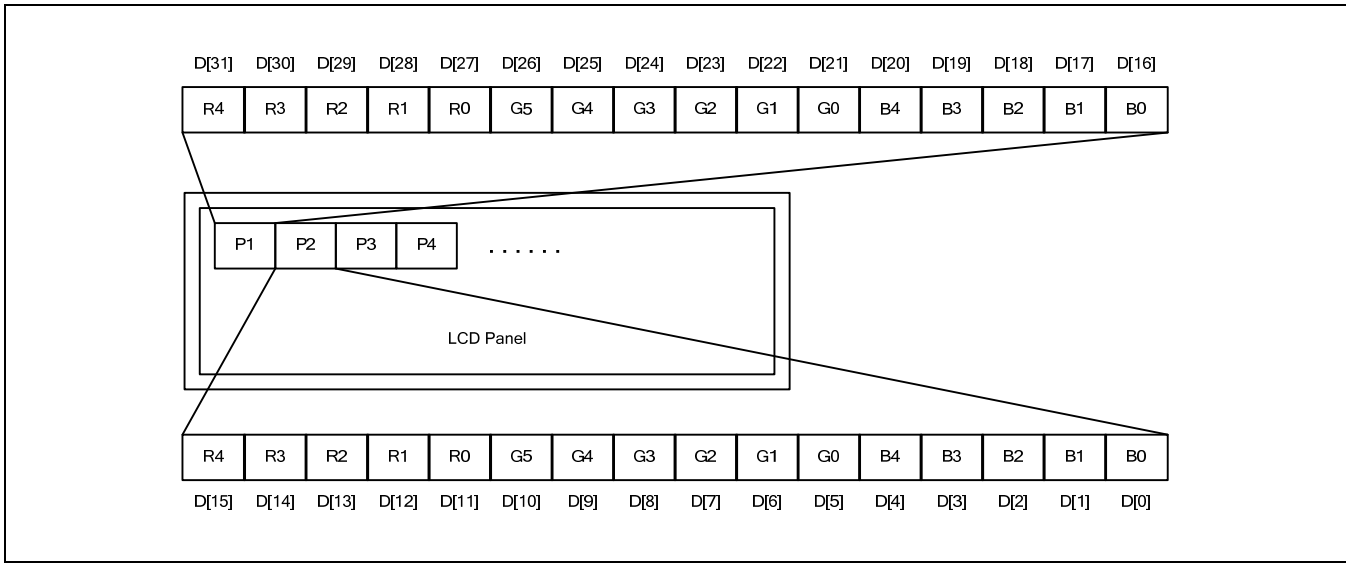 D[31] D[30] D[29] D[28] D[27] D[26] D[25] D[24] D[23] D[22] D[21] D[20] D[19] D[18] D[17] D[16]
R4 R3 R2 R1 R0 G5 G4 G3 G2 G1 G0 B4 B3 B2 B1 B0
P1 P2 P3 P4 . . . . . .
LCD Panel
R4 R3 R2 R1 R0 G5 G4 G3 G2 G1 G0 B4 B3 B2 B1 B0
D[15] D[14] D[13] D[12] D[11] D[10] D[9] D[8] D[7] D[6] D[5] D[4] D[3] D[2] D[1] D[0]